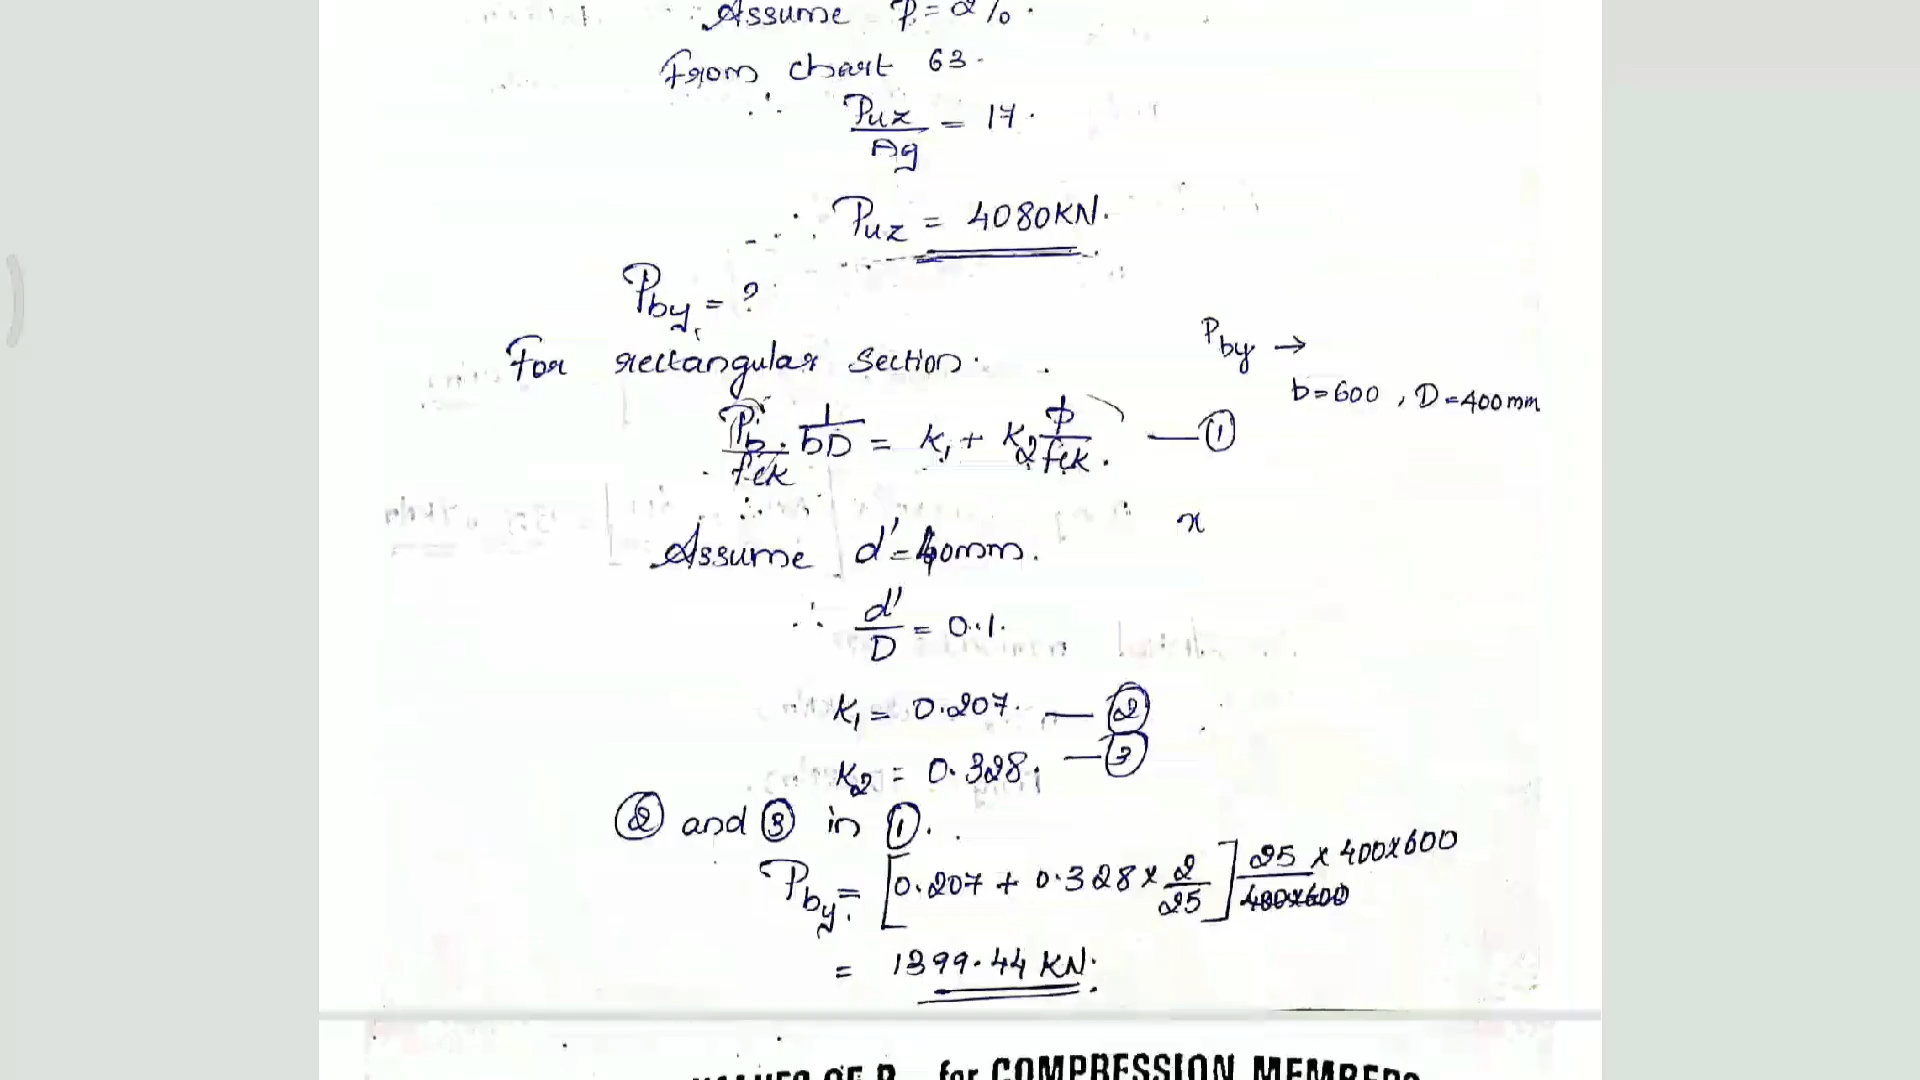 Assume p = 2%.
From chart 63.
∴ Puz/Ag = 17.
∴ Puz = 4080KN.
Pby = ?
For rectangular section.
Pby →
b=600, D=400mm
Pb/fck · 1/bD = k1 + k2 p/fck. — ①
x
Assume d' = 40mm.
∴ d'/D = 0.1.
k1 = 0.207. — ②
k2 = 0.328. — ③
② and ③ in ①.
Pby = [0.207 + 0.328 x 2/25] 25 x 400x600 / 400x600
= 1399.44 KN.
for COMPRESSION MEMBERS